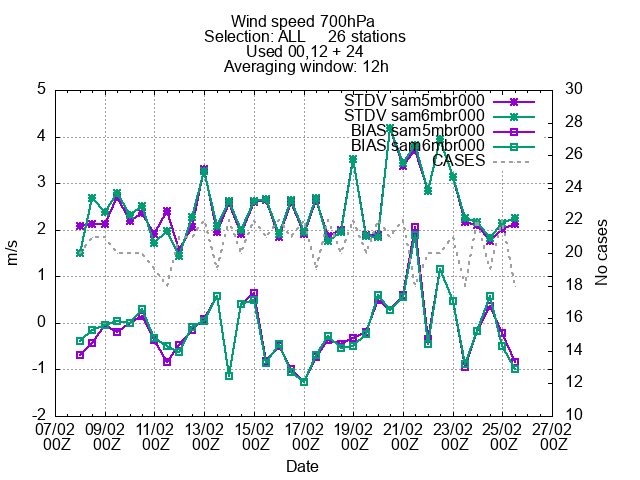 Wind speed 700hPa
Selection: ALL 26 stations
Used 00,12 + 24
Averaging window: 12h
5 30
STDV sam5mbr000
28
STDV sam6mbr000
4 BIAS sam5mbr000
26
BIAS sam6mbr000
CASES
24
3
22
2
m/s No cases
20
1
18
0 16
14
-1
12
-2 10
07/02 09/02 11/02 13/02 15/02 17/02 19/02 21/02 23/02 25/02 27/02
00Z 00Z 00Z 00Z 00Z 00Z 00Z 00Z 00Z 00Z 00Z
Date